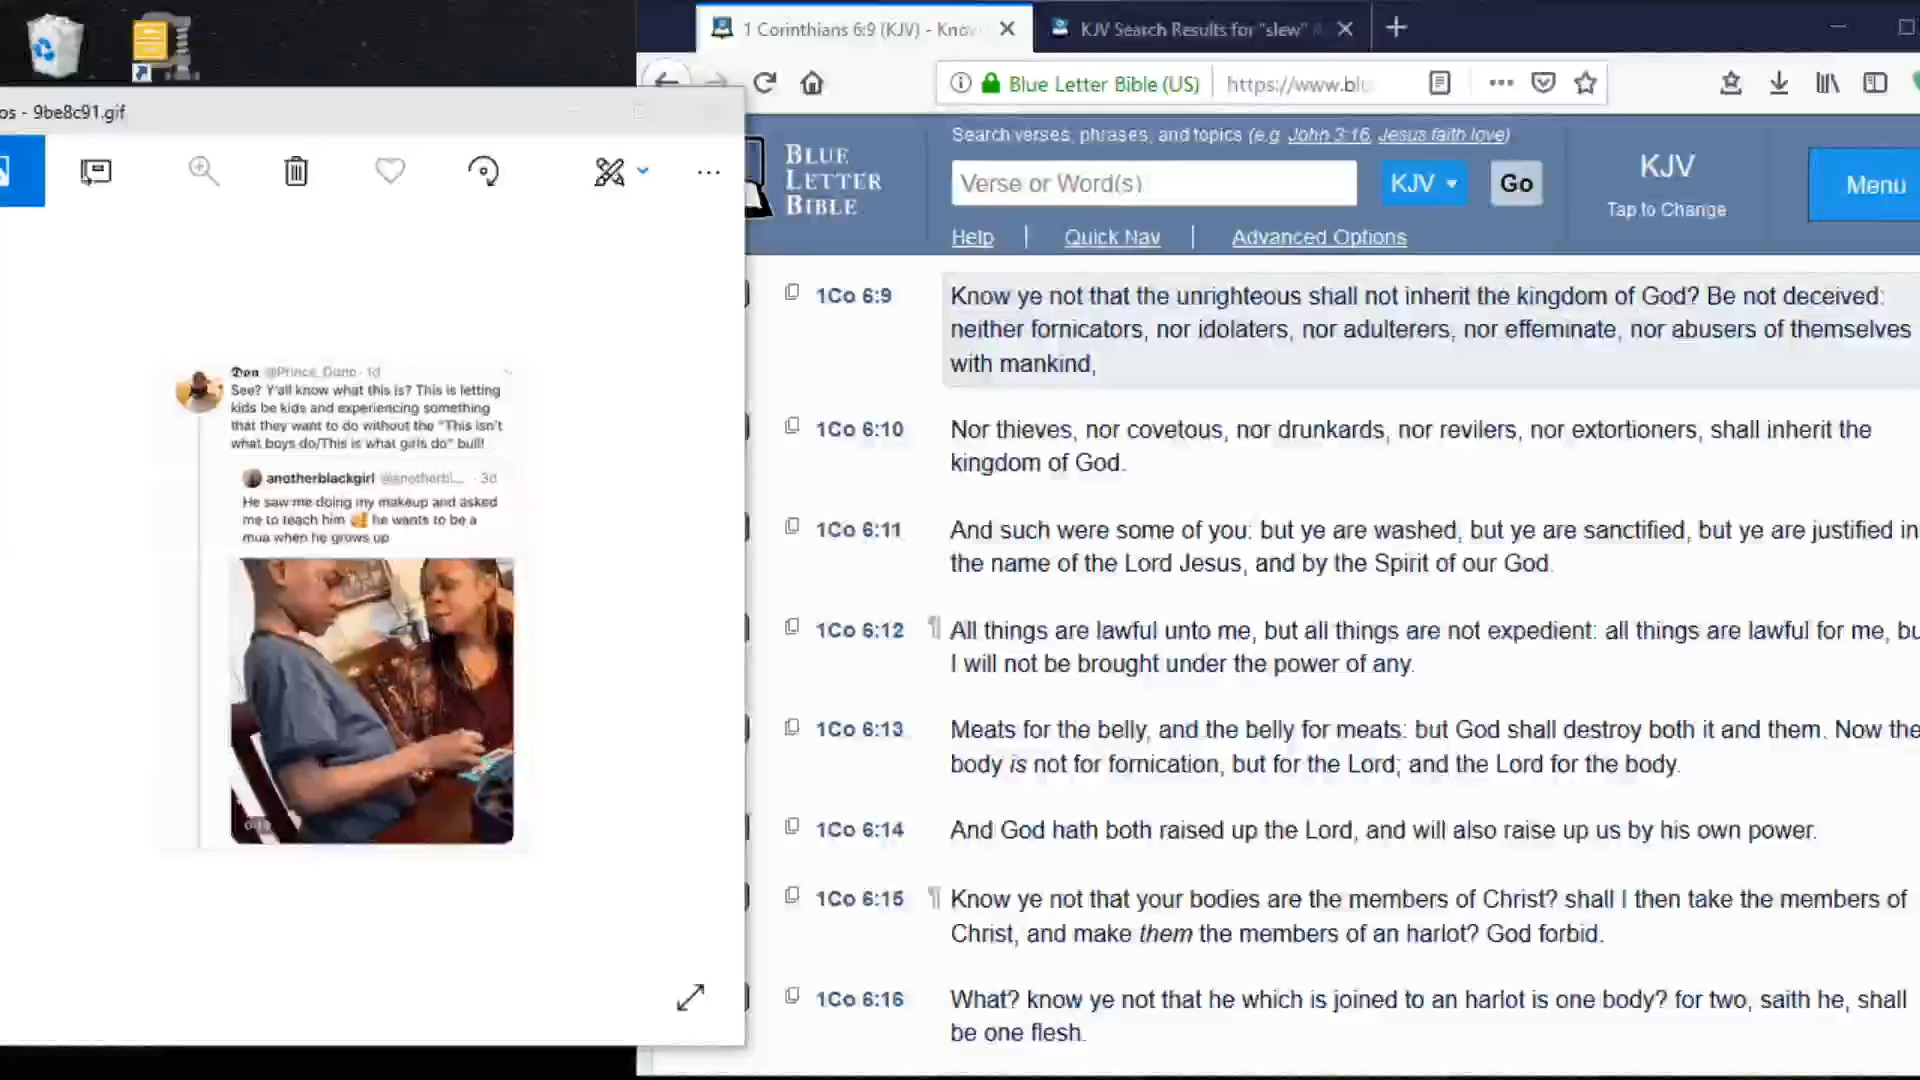 1 Corinthians 6:9 (KJV) - Know
KJV Search Results for "slew"
os - 9be8c91.gif
Blue Letter Bible (US)
https://www.blu
Search verses, phrases, and topics (e.g. John 3:16, Jesus faith love)
BLUE
LETTER
BIBLE
Verse or Word(s)
KJV
Go
KJV
Tap to Change
Menu
Help | Quick Nav | Advanced Options
Don @Prince_Dunn · 1d
See? Y'all know what this is? This is letting
kids be kids and experiencing something
that they want to do without the "This isn't
what boys do/This is what girls do" bull!
anotherblackgirl @anotherbl... · 3d
He saw me doing my makeup and asked
me to teach him 🥰 he wants to be a
mua when he grows up
1Co 6:9 Know ye not that the unrighteous shall not inherit the kingdom of God? Be not deceived:
neither fornicators, nor idolaters, nor adulterers, nor effeminate, nor abusers of themselves
with mankind,
1Co 6:10 Nor thieves, nor covetous, nor drunkards, nor revilers, nor extortioners, shall inherit the
kingdom of God.
1Co 6:11 And such were some of you: but ye are washed, but ye are sanctified, but ye are justified in
the name of the Lord Jesus, and by the Spirit of our God.
1Co 6:12 ¶ All things are lawful unto me, but all things are not expedient: all things are lawful for me, bu
I will not be brought under the power of any.
1Co 6:13 Meats for the belly, and the belly for meats: but God shall destroy both it and them. Now the
body is not for fornication, but for the Lord; and the Lord for the body.
1Co 6:14 And God hath both raised up the Lord, and will also raise up us by his own power.
1Co 6:15 ¶ Know ye not that your bodies are the members of Christ? shall I then take the members of
Christ, and make them the members of an harlot? God forbid.
1Co 6:16 What? know ye not that he which is joined to an harlot is one body? for two, saith he, shall
be one flesh.